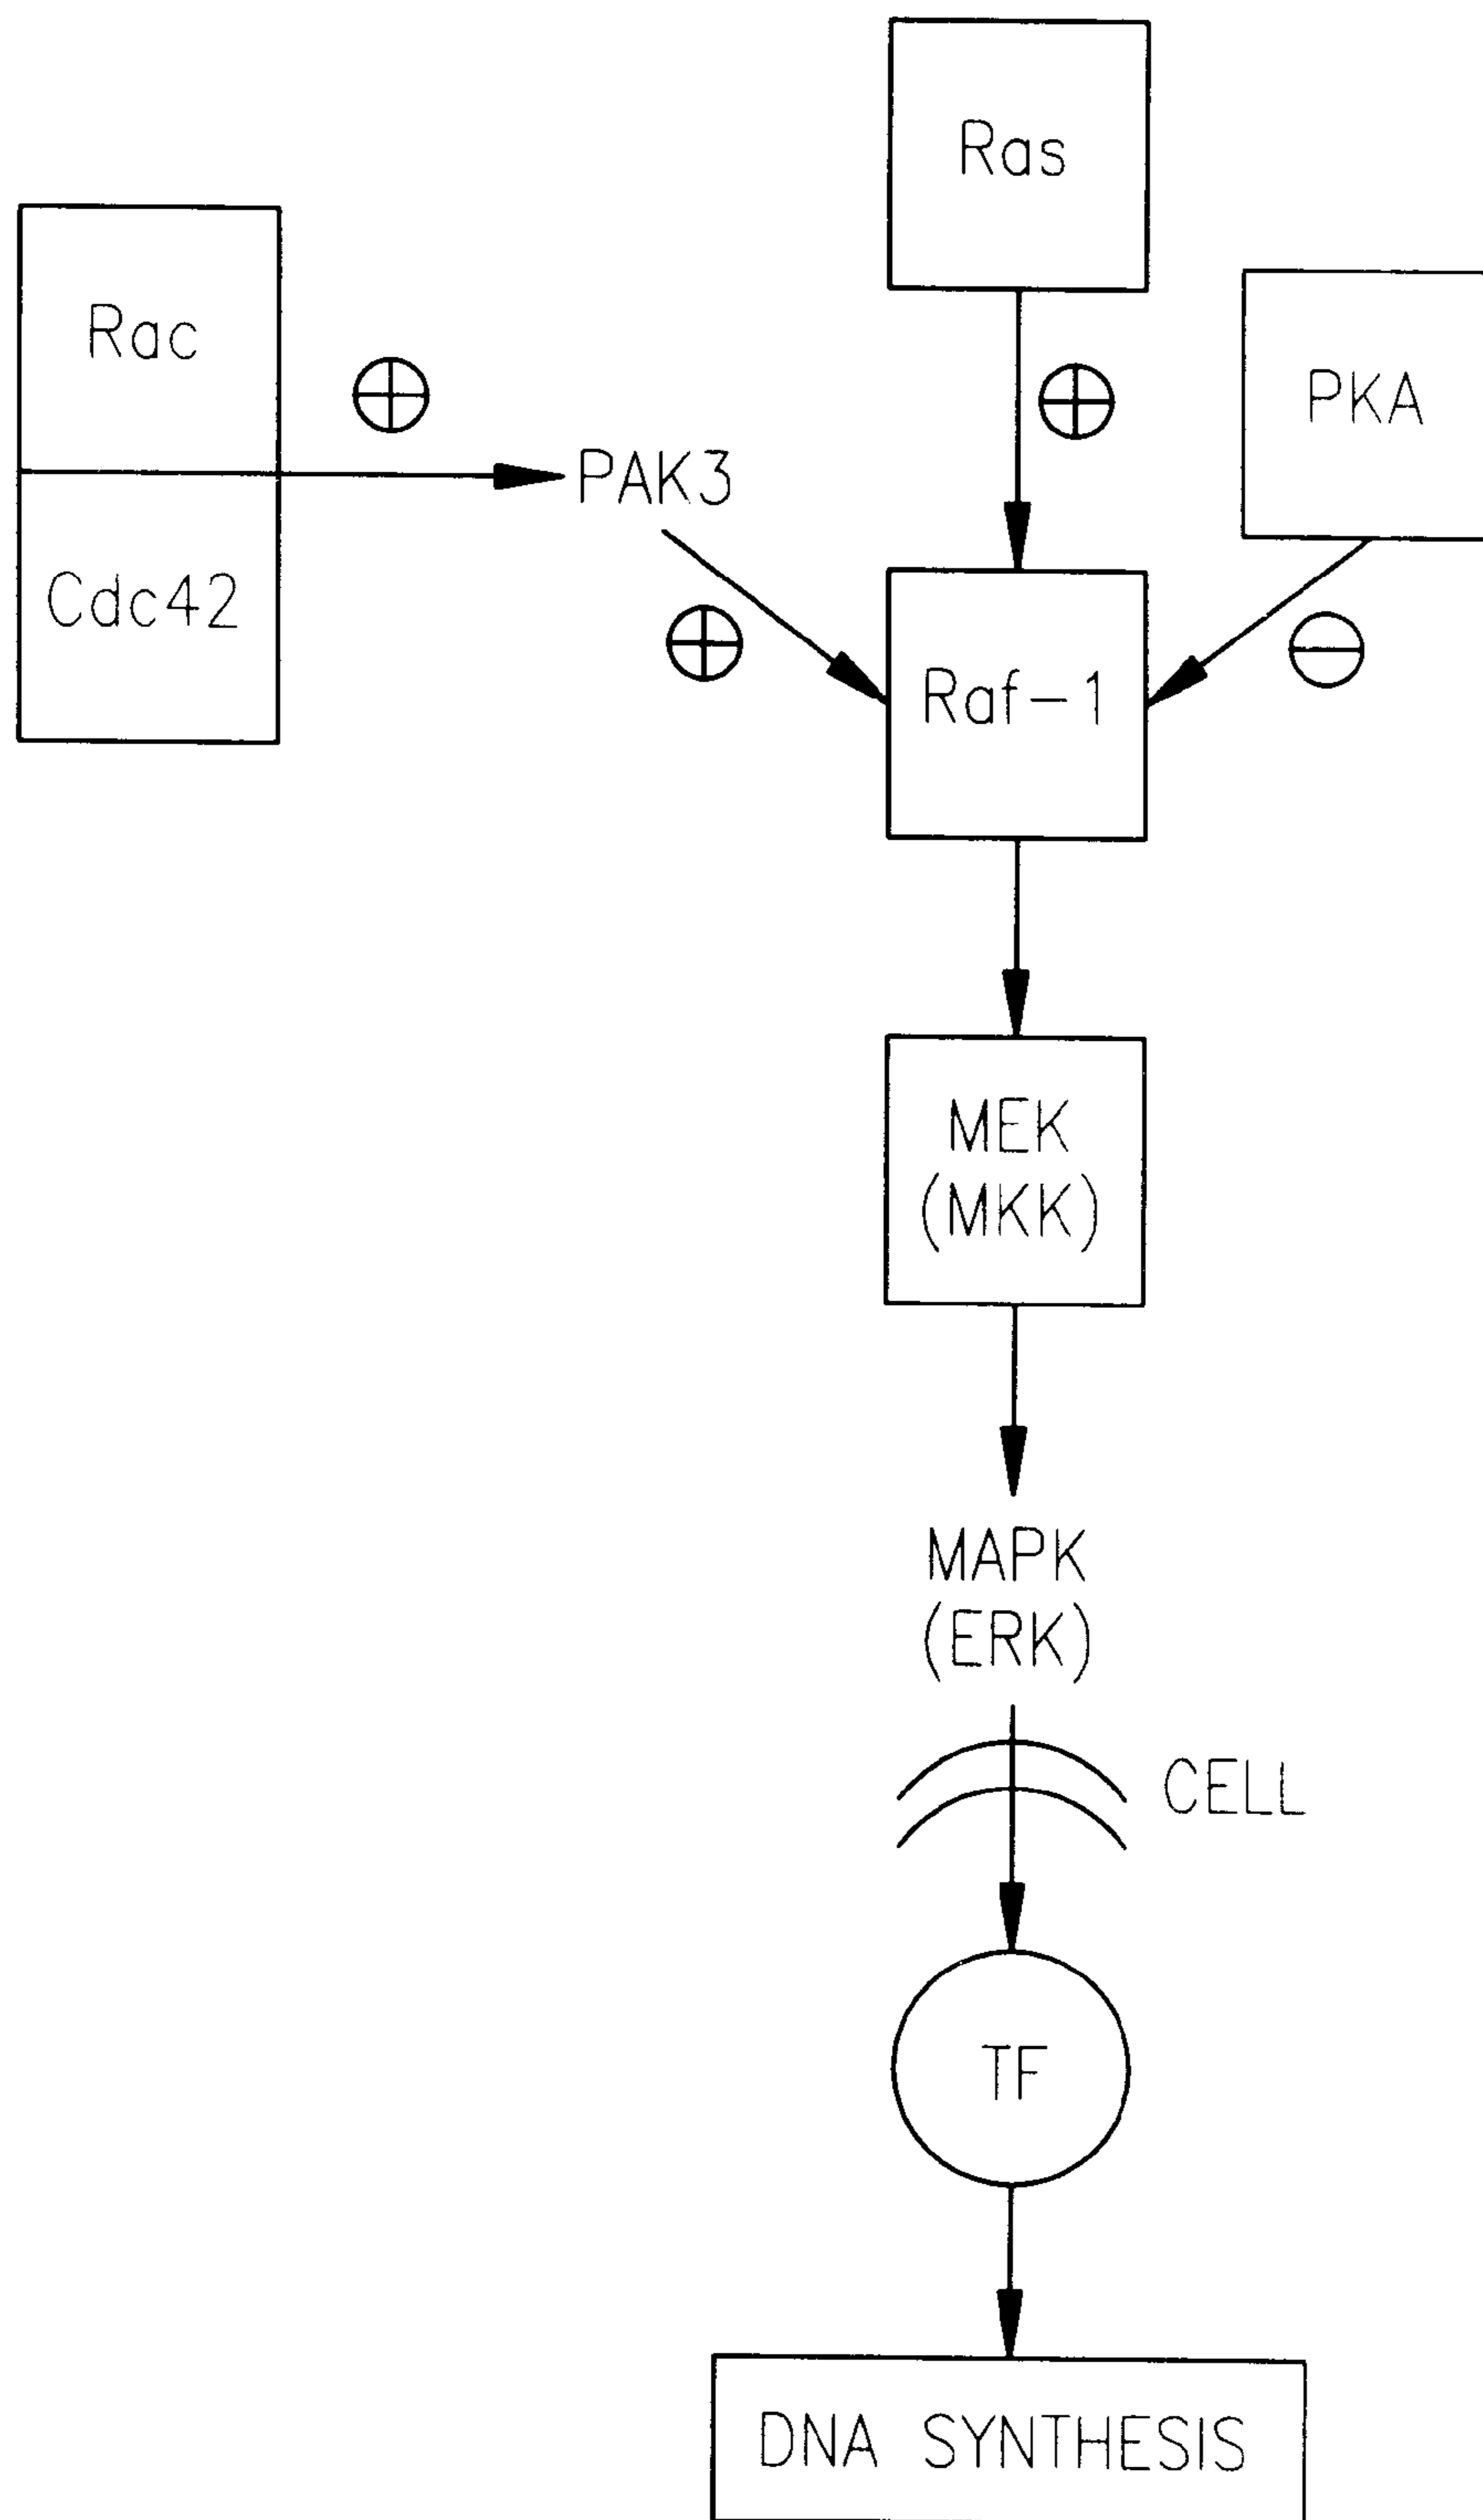 Ras
Rac
PKA
PAK3
Cdc42
Raf-1
MEK
(MKK)
MAPK
(ERK)
CELL
TF
DNA SYNTHESIS